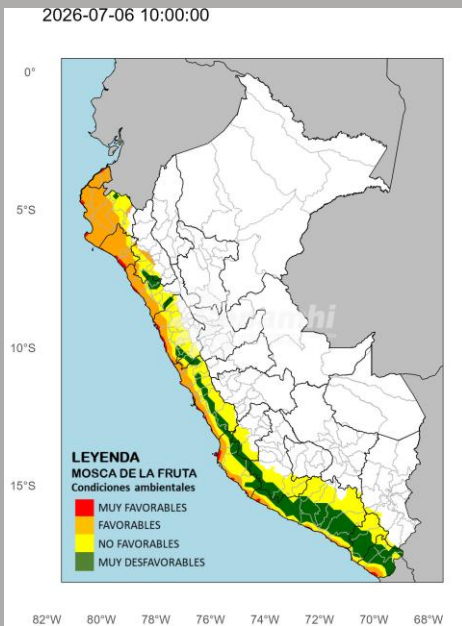 2026-07-06 10:00:00
0°
5°S
10°S
15°S
LEYENDA
MOSCA DE LA FRUTA
Condiciones ambientales
MUY FAVORABLES
FAVORABLES
NO FAVORABLES
MUY DESFAVORABLES
82°W 80°W 78°W 76°W 74°W 72°W 70°W 68°W